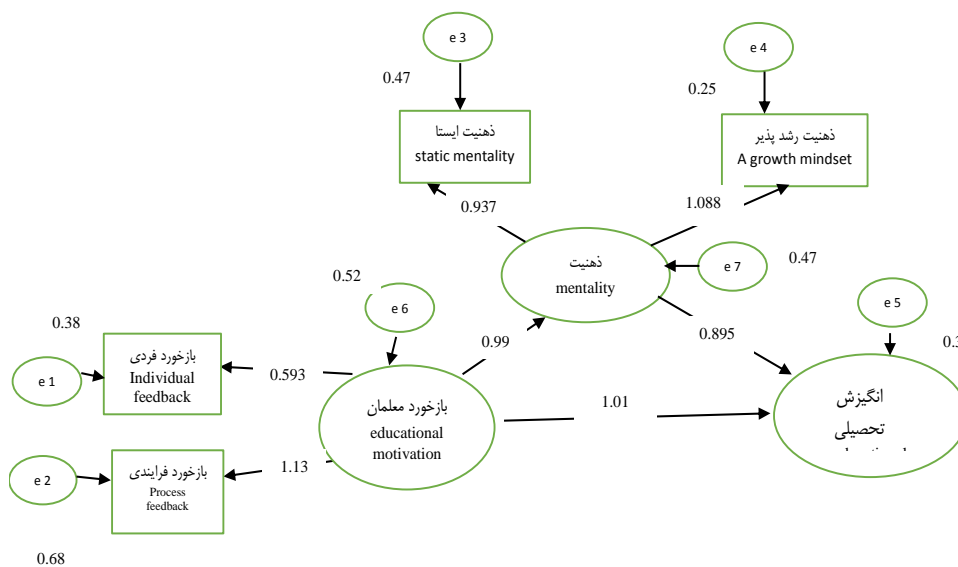 e 3
e 4
0.47
0.25
ذهنیت ایستا
static mentality
ذهنیت رشد پذیر
A growth mindset
0.937
1.088
ذهنیت
mentality
e 7
0.47
0.52
e 6
e 5
0.38
0.99
0.895
0.3
e 1
بازخورد فردی
Individual
feedback
0.593
بازخورد معلمان
educational
motivation
1.01
انگیزش
تحصیلی
e 2
بازخورد فرایندی
Process
feedback
1.13
0.68